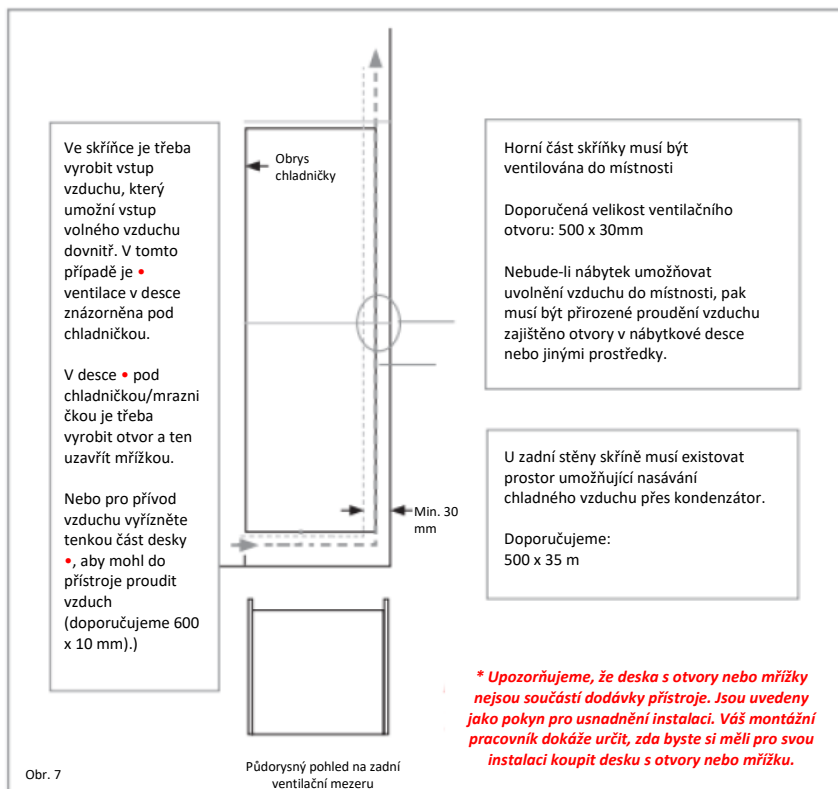 Ve skříňce je třeba
vyrobit vstup
vzduchu, který
umožní vstup
volného vzduchu
dovnitř. V tomto
případě je •
ventilace v desce
znázorněna pod
chladničkou.
V desce • pod
chladničkou/mrazni
čkou je třeba
vyrobit otvor a ten
uzavřít mřížkou.
Nebo pro přívod
vzduchu vyřízněte
tenkou část desky
•, aby mohl do
přístroje proudit
vzduch
(doporučujeme 600
x 10 mm).)
Obrys
chladničky
Min. 30
mm
Horní část skříňky musí být
ventilována do místnosti
Doporučená velikost ventilačního
otvoru: 500 x 30mm
Nebude-li nábytek umožňovat
uvolnění vzduchu do místnosti, pak
musí být přirozené proudění vzduchu
zajištěno otvory v nábytkové desce
nebo jinými prostředky.
U zadní stěny skříně musí existovat
prostor umožňující nasávání
chladného vzduchu přes kondenzátor.
Doporučujeme:
500 x 35 m
* Upozorňujeme, že deska s otvory nebo mřížky
nejsou součástí dodávky přístroje. Jsou uvedeny
jako pokyn pro usnadnění instalaci. Váš montážní
pracovník dokáže určit, zda byste si měli pro svou
instalaci koupit desku s otvory nebo mřížku.
Obr. 7
Půdorysný pohled na zadní
ventilační mezeru